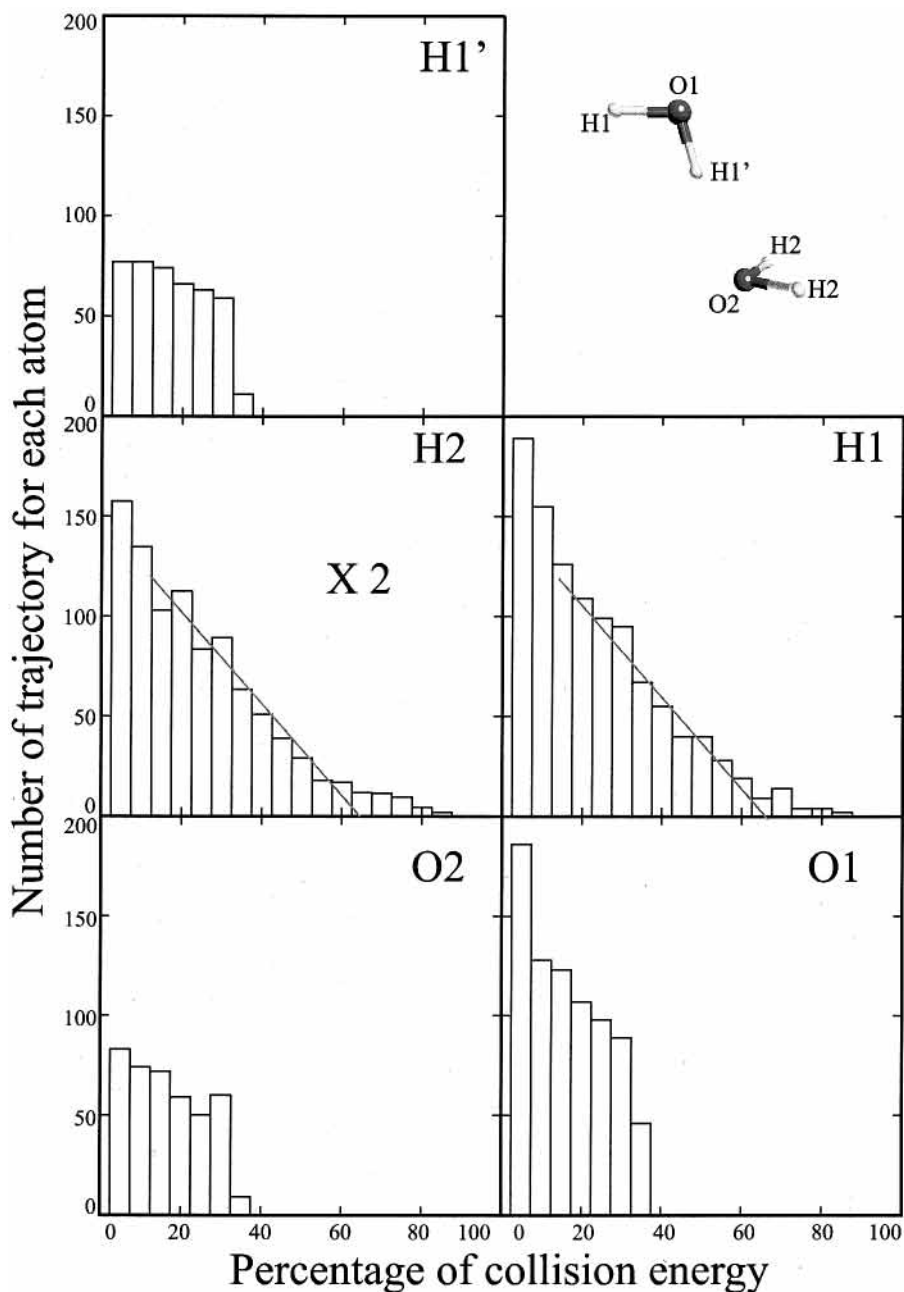 Number of trajectory for each atom
200
150
100
50
0
H1'
O1
H1
H1'
H2
O2
H2
200
150
100
50
0
H2
X 2
H1
200
150
100
50
0
O2
O1
0 20 40 60 80 100
0 20 40 60 80 100
Percentage of collision energy